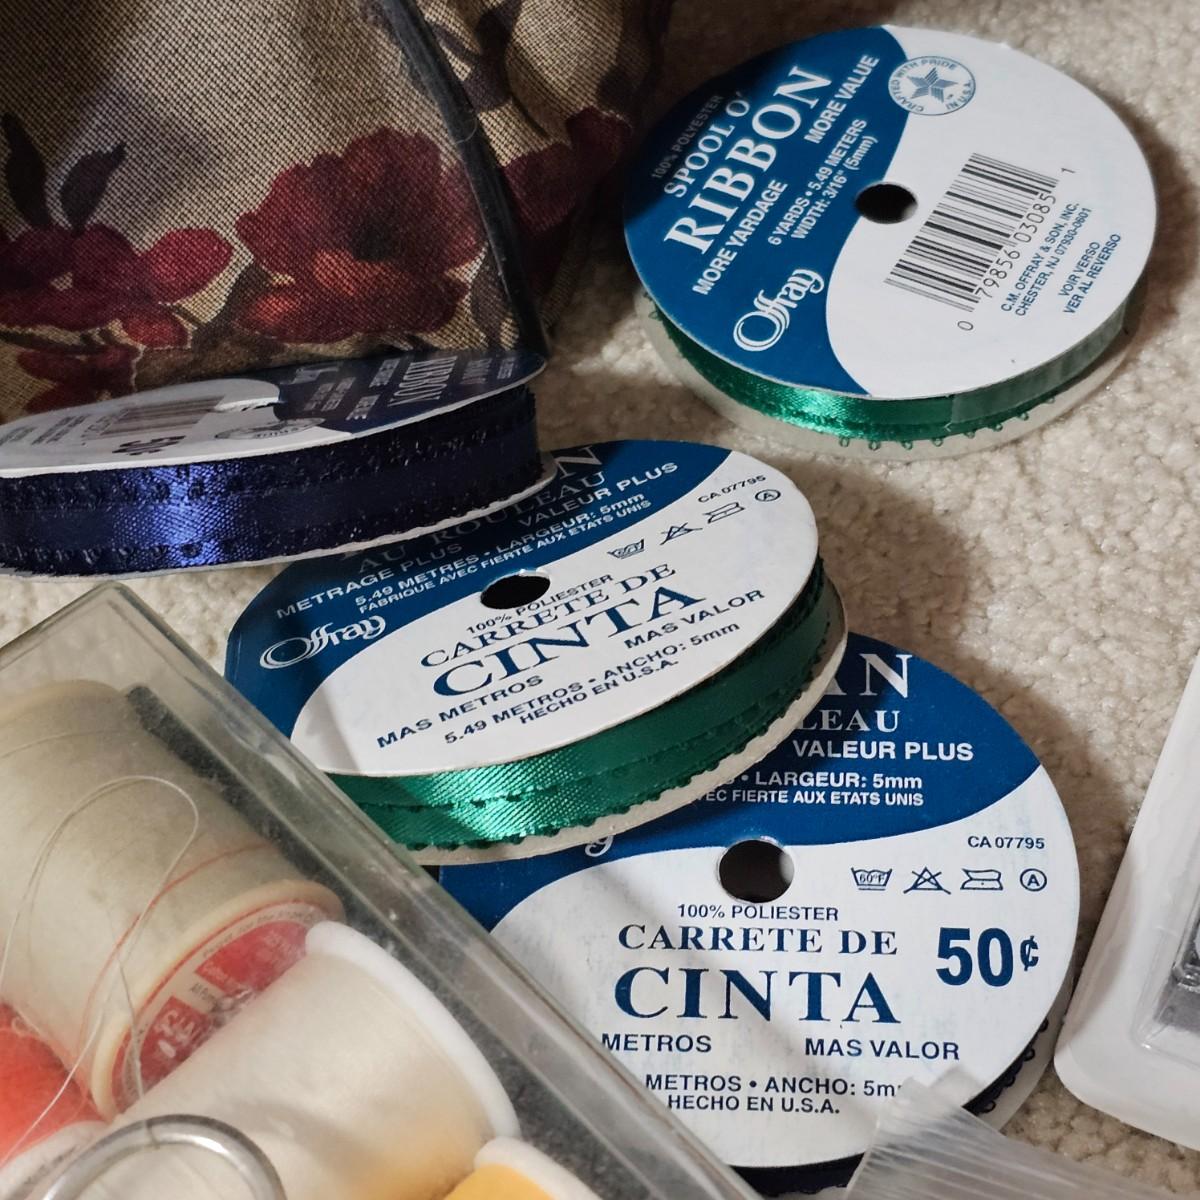 100% POLYESTER
SPOOL O'
RIBBON
MORE YARDAGE MORE VALUE
6 YARDS • 5.49 METERS
WIDTH: 3/16" (5mm)
Offray
CRAFTED WITH PRIDE
IN U.S.A.
0 79856 03085 1
C.M. OFFRAY & SON, INC.
CHESTER, NJ 07930-0601
VOIR VERSO
VER AL REVERSO
AU ROULEAU
METRAGE PLUS VALEUR PLUS
5.49 METRES - LARGEUR: 5mm
FABRIQUE AVEC FIERTE AUX ETATS UNIS
Offray
CA 07795
A
100% POLIESTER
CARRETE DE
CINTA
MAS METROS MAS VALOR
5.49 METROS - ANCHO: 5mm
HECHO EN U.S.A.
VALEUR PLUS
• LARGEUR: 5mm
FIERTE AUX ETATS UNIS
CA 07795
60°F A
100% POLIESTER
CARRETE DE
50¢
CINTA
METROS MAS VALOR
METROS • ANCHO: 5m
HECHO EN U.S.A.